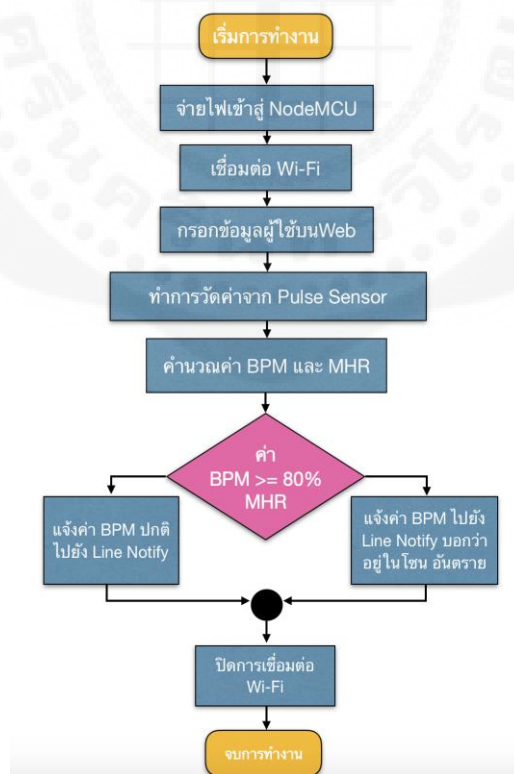 เริ่มการทำงาน
จ่ายไฟเข้าสู่ NodeMCU
เชื่อมต่อ Wi-Fi
กรอกข้อมูลผู้ใช้บนWeb
ทำการวัดค่าจาก Pulse Sensor
คำนวณค่า BPM และ MHR
ค่า
BPM >= 80%
MHR
แจ้งค่า BPM ปกติ
ไปยัง Line Notify
แจ้งค่า BPM ไปยัง
Line Notify บอกว่า
อยู่ในโซน อันตราย
ปิดการเชื่อมต่อ
Wi-Fi
จบการทำงาน